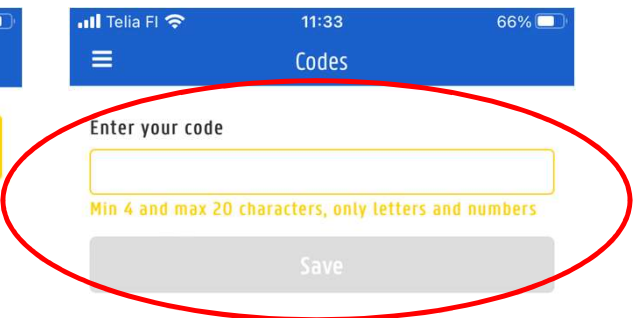 Telia FI 11:33 66%
Codes
Enter your code
Min 4 and max 20 characters, only letters and numbers
Save